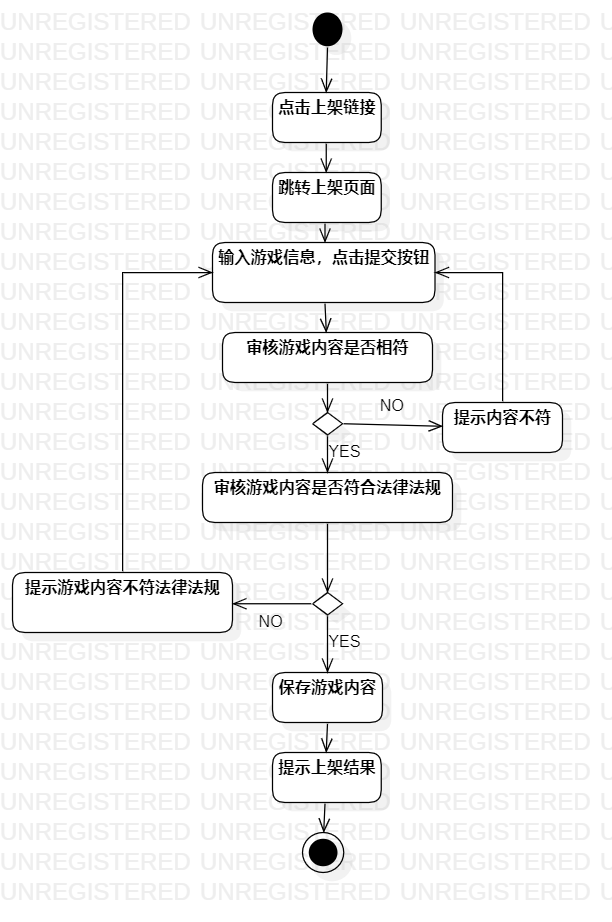 点击上架链接
跳转上架页面
输入游戏信息，点击提交按钮
审核游戏内容是否相符
NO
提示内容不符
YES
审核游戏内容是否符合法律法规
提示游戏内容不符法律法规
NO
YES
保存游戏内容
提示上架结果
UNREGISTERED